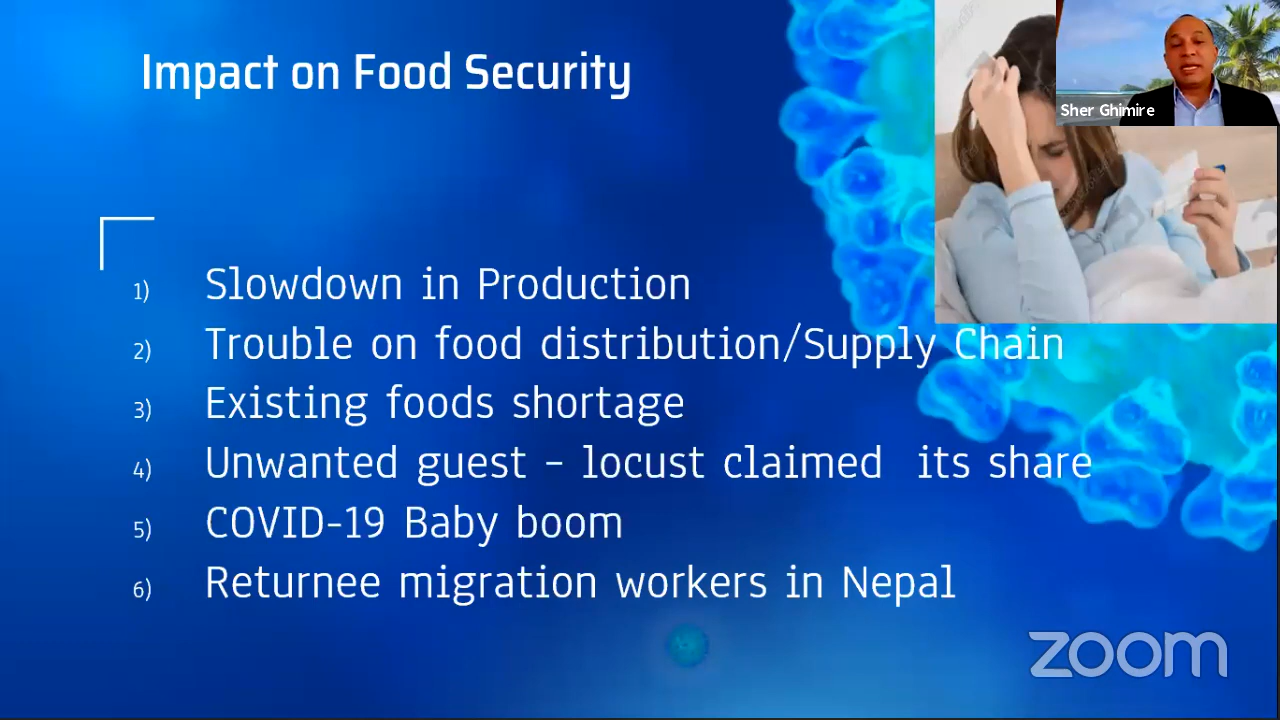 Impact on Food Security
Sher Ghimire
1) Slowdown in Production
2) Trouble on food distribution/Supply Chain
3) Existing foods shortage
4) Unwanted guest – locust claimed its share
5) COVID-19 Baby boom
6) Returnee migration workers in Nepal
zoom